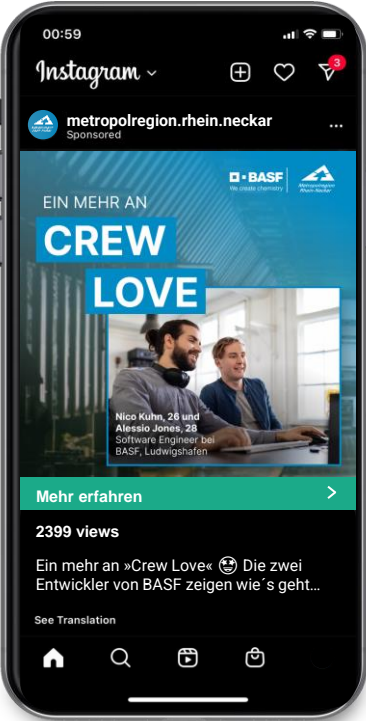 00:59
Instagram
3
metropolregion.rhein.neckar
Sponsored
BASF
We create chemistry
Metropolregion
Rhein-Neckar
EIN MEHR AN
CREW
LOVE
Nico Kuhn, 26 und
Alessio Jones, 28
Software Engineer bei
BASF, Ludwigshafen
Mehr erfahren
2399 views
Ein mehr an »Crew Love« 🤩 Die zwei
Entwickler von BASF zeigen wie´s geht...
See Translation